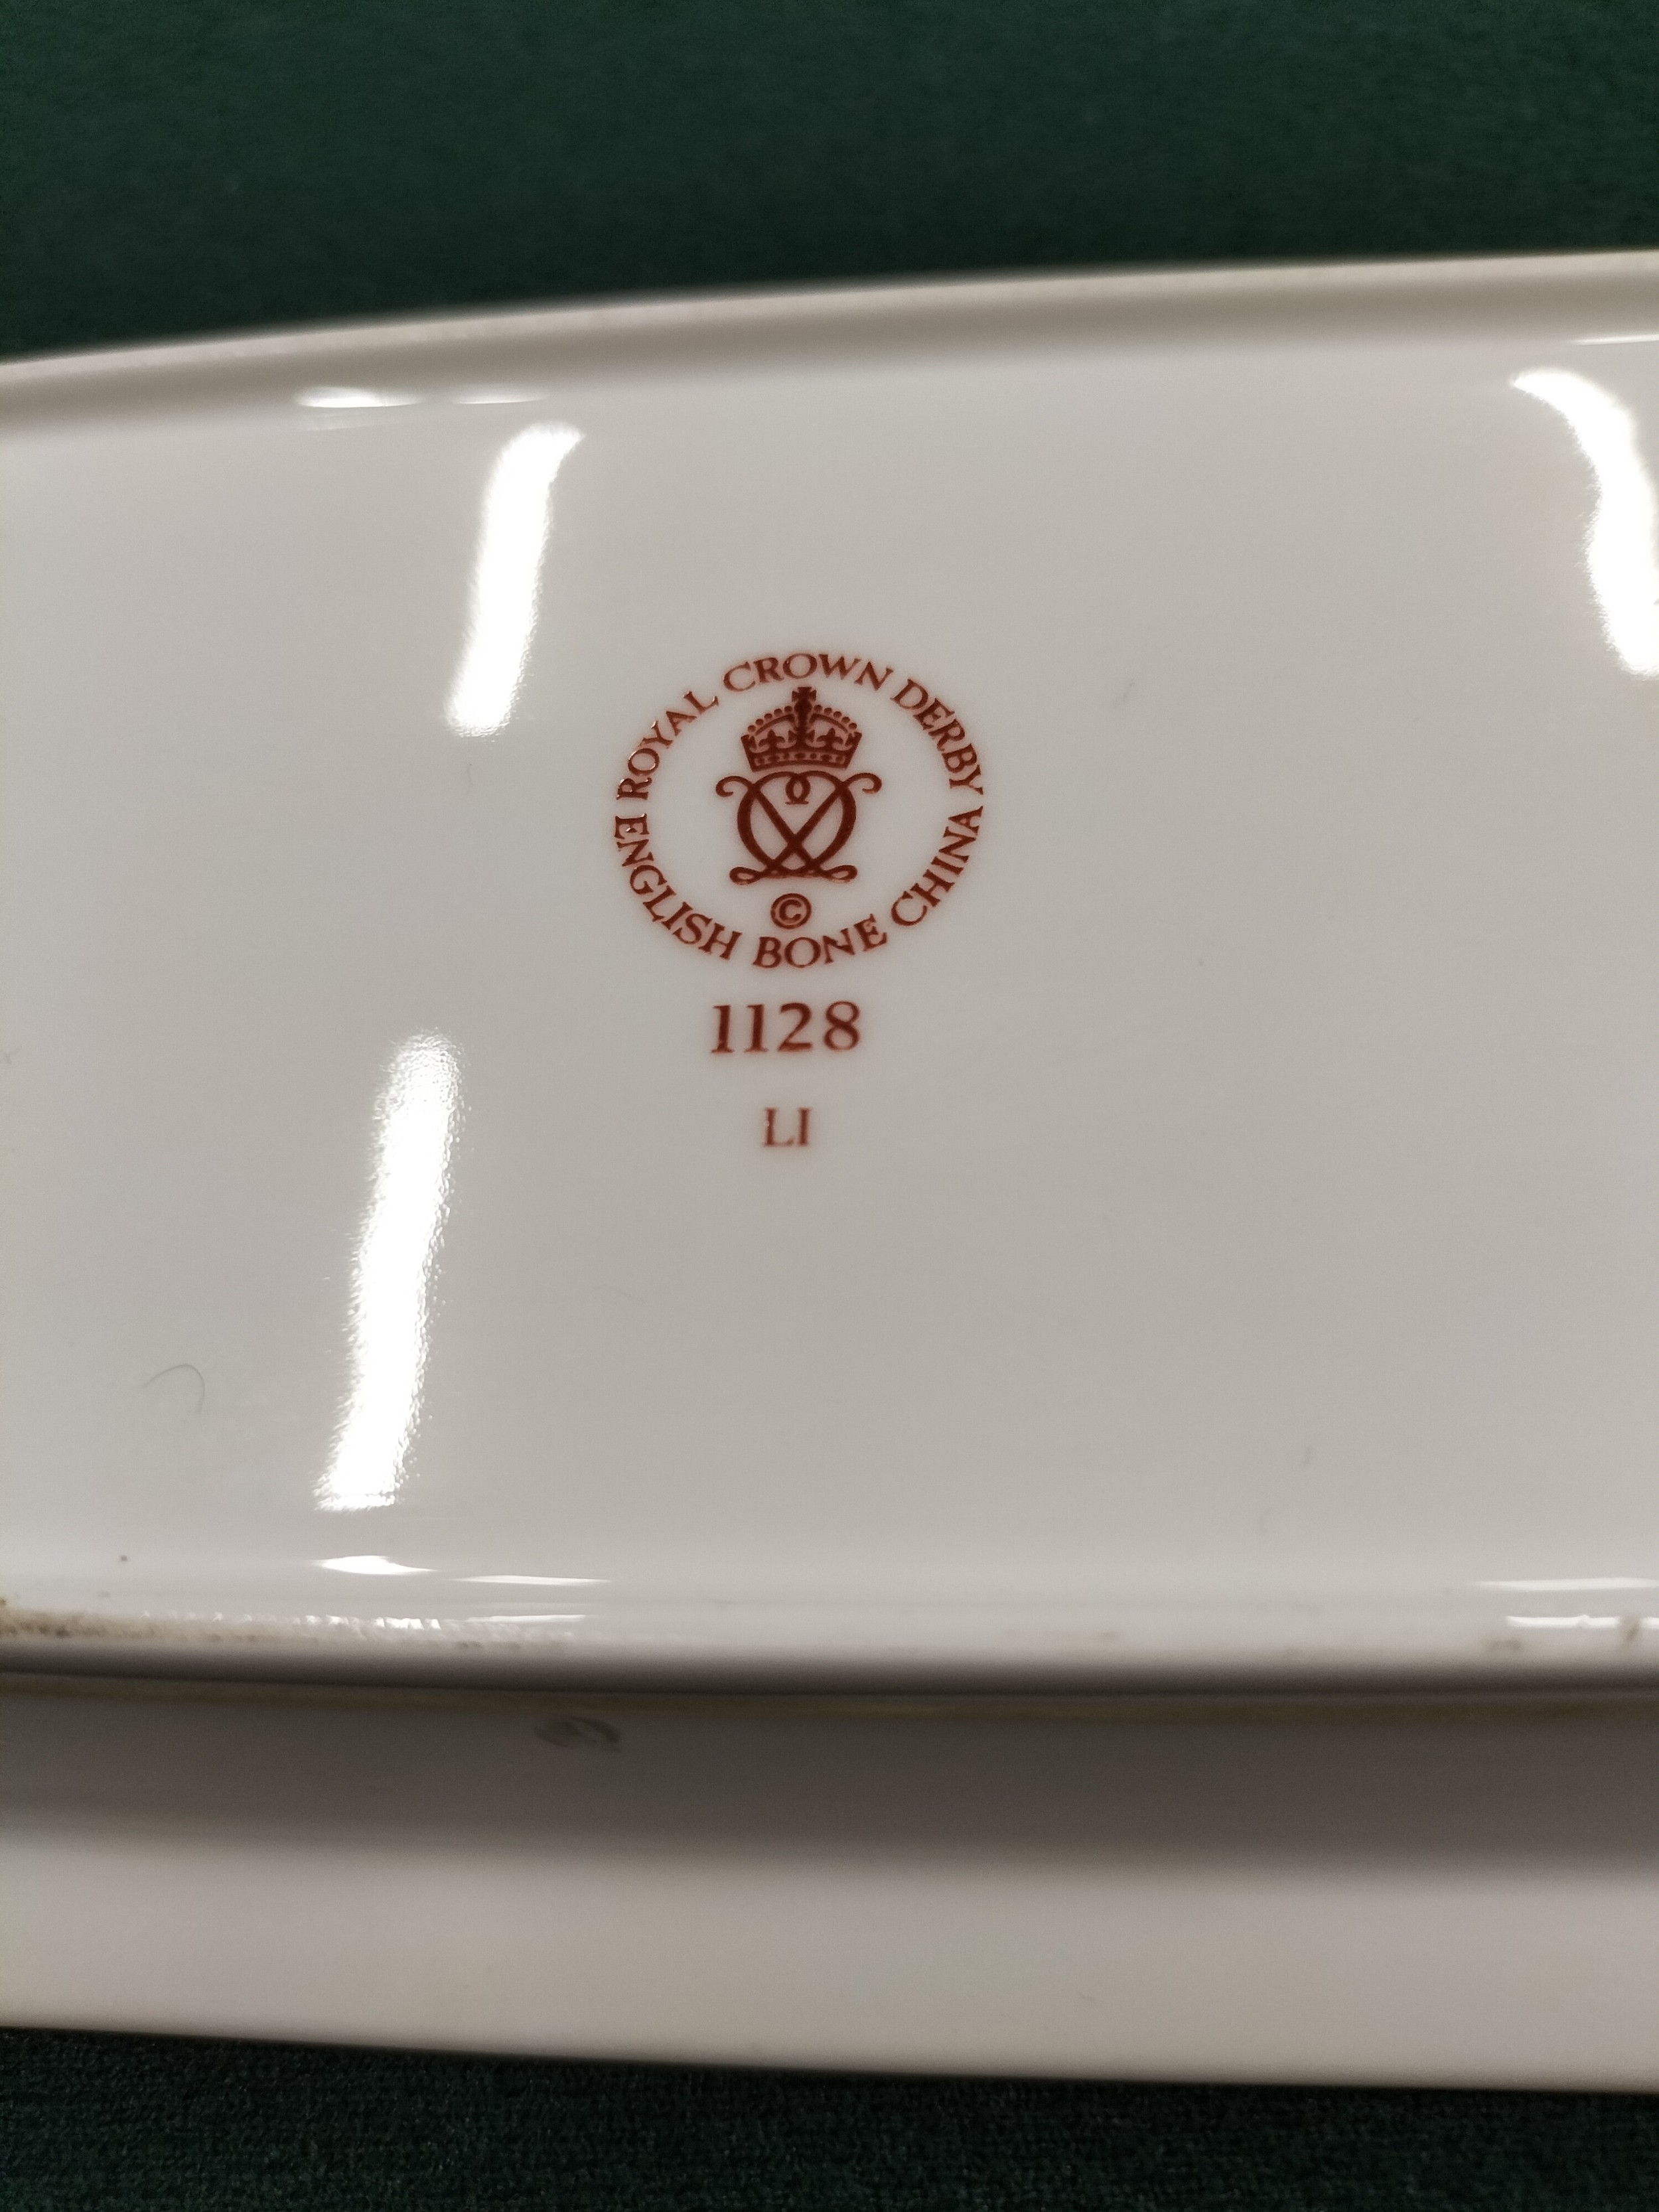 ROYAL CROWN DERBY
©
ENGLISH BONE CHINA
1128
LI